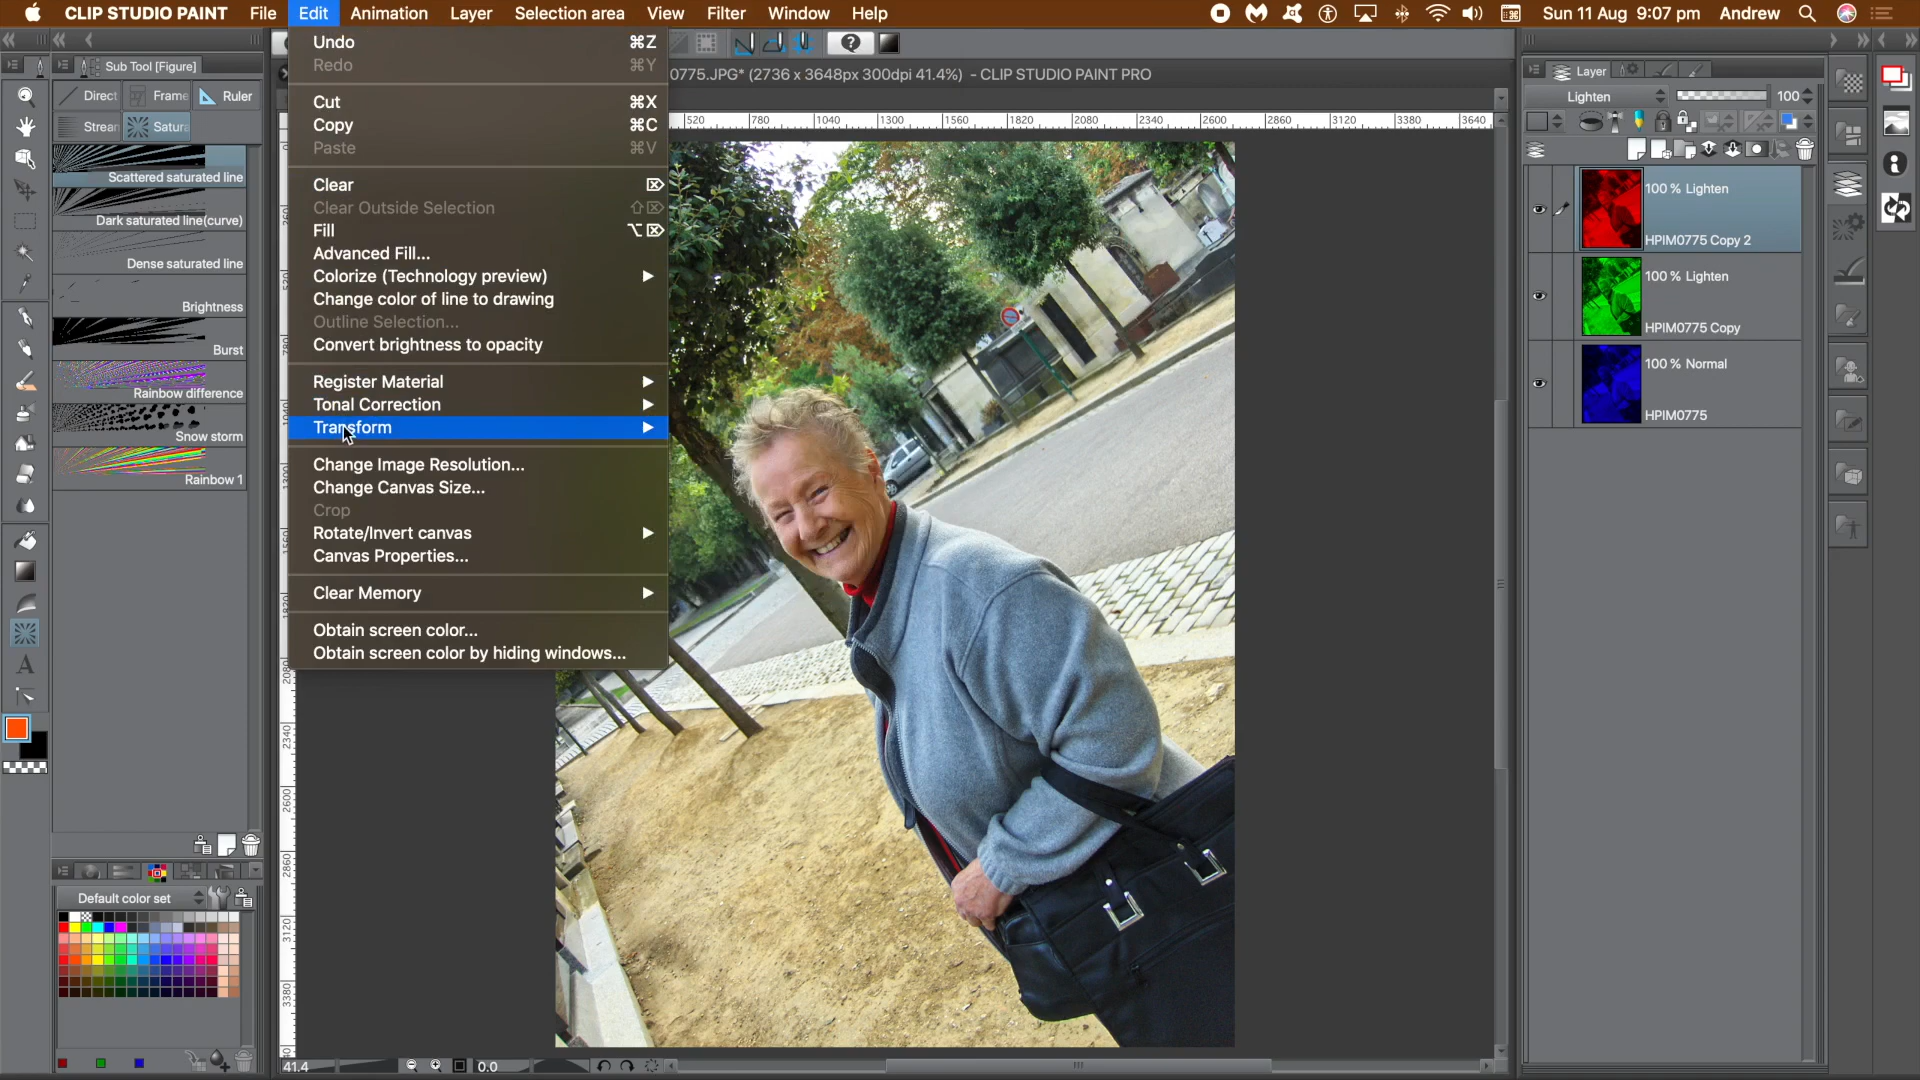 CLIP STUDIO PAINT File Edit Animation Layer Selection area View Filter Window Help
Sun 11 Aug 9:07 pm Andrew
Undo ⌘Z
Redo ⌘Y
Cut ⌘X
Copy ⌘C
Paste ⌘V
Clear
Clear Outside Selection
Fill
Advanced Fill...
Colorize (Technology preview)
Change color of line to drawing
Outline Selection...
Convert brightness to opacity
Register Material
Tonal Correction
Transform
Change Image Resolution...
Change Canvas Size...
Crop
Rotate/Invert canvas
Canvas Properties...
Clear Memory
Obtain screen color...
Obtain screen color by hiding windows...
0775.JPG* (2736 x 3648px 300dpi 41.4%) - CLIP STUDIO PAINT PRO
520 780 1040 1300 1560 1820 2080 2340 2600 2860 3120 3380 3640
2340
2600
2860
3120
3380
Sub Tool [Figure]
Direct Frame Ruler
Strean Satura
Scattered saturated line
Dark saturated line(curve)
Dense saturated line
Brightness
Burst
Rainbow difference
Snow storm
Rainbow 1
Default color set
41.4 0.0
Layer
Lighten 100
100 % Lighten
HPIM0775 Copy 2
100 % Lighten
HPIM0775 Copy
100 % Normal
HPIM0775